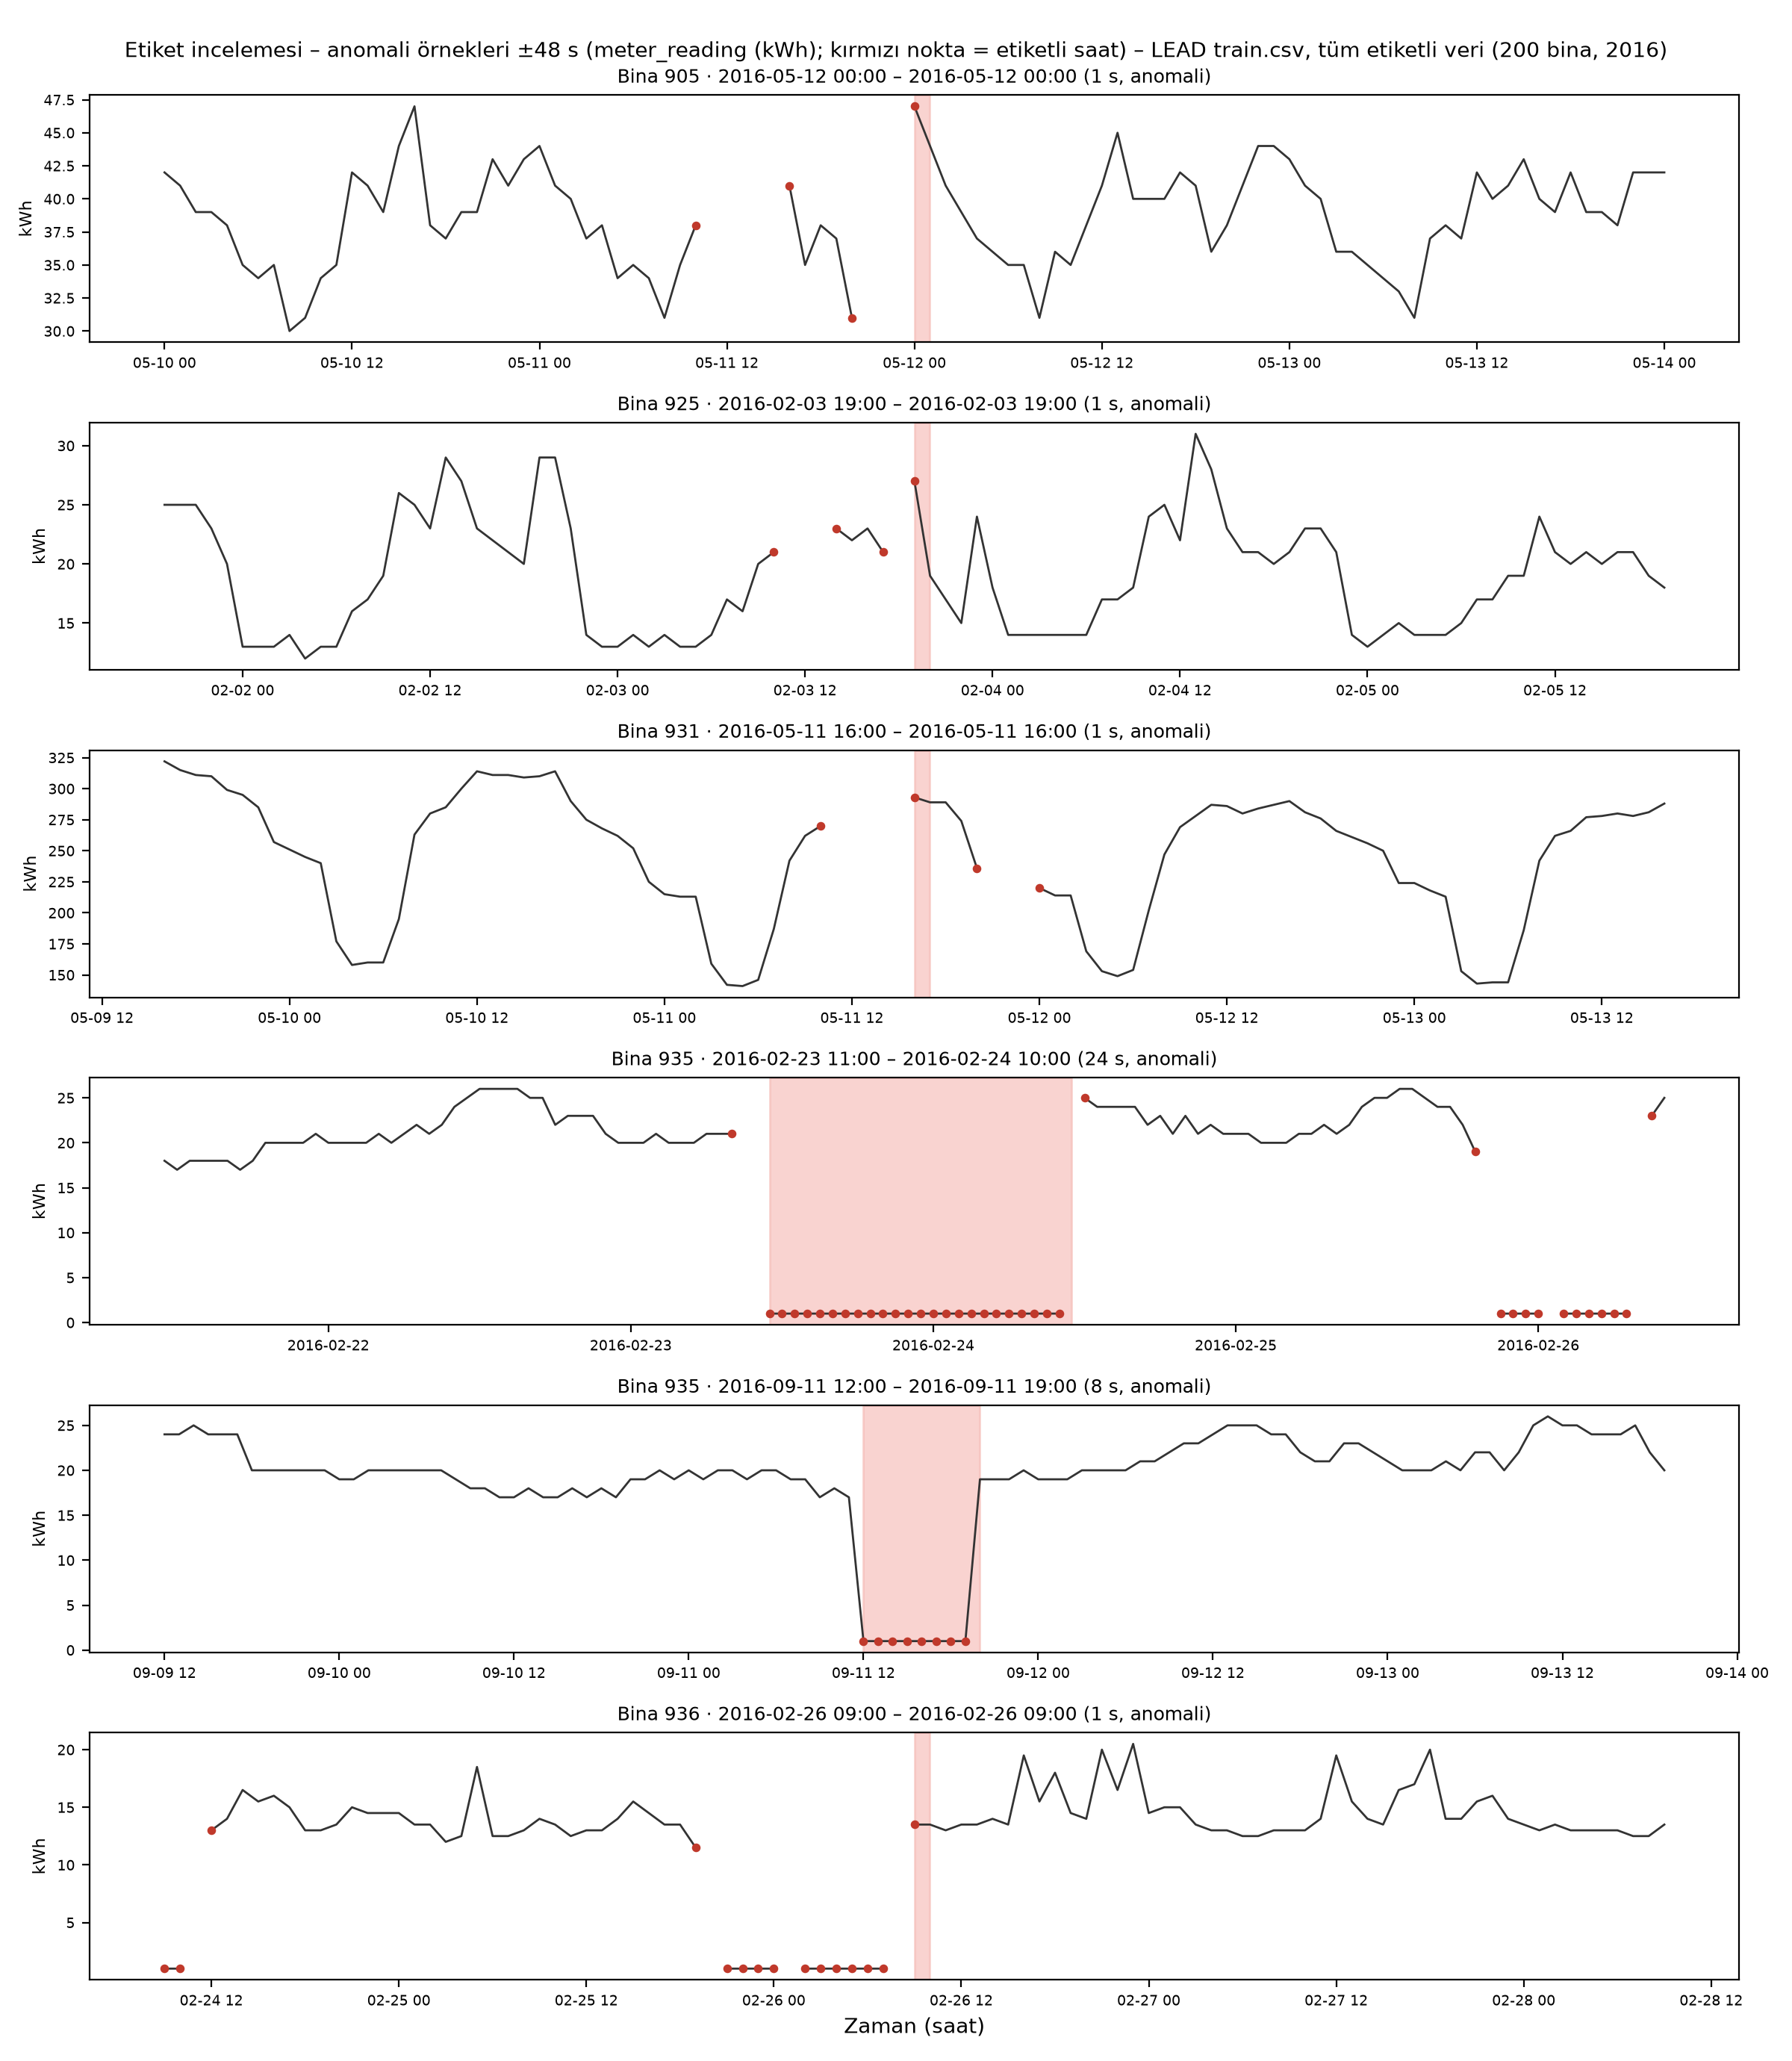 Etiket incelemesi – anomali örnekleri ±48 s (meter_reading (kWh); kırmızı nokta = etiketli saat) – LEAD train.csv, tüm etiketli veri (200 bina, 2016)
Bina 905 · 2016-05-12 00:00 – 2016-05-12 00:00 (1 s, anomali)
47.5
45.0
42.5
40.0
37.5
35.0
32.5
30.0
kWh
05-10 00 05-10 12 05-11 00 05-11 12 05-12 00 05-12 12 05-13 00 05-13 12 05-14 00
Bina 925 · 2016-02-03 19:00 – 2016-02-03 19:00 (1 s, anomali)
30
25
20
15
kWh
02-02 00 02-02 12 02-03 00 02-03 12 02-04 00 02-04 12 02-05 00 02-05 12
Bina 931 · 2016-05-11 16:00 – 2016-05-11 16:00 (1 s, anomali)
325
300
275
250
225
200
175
150
kWh
05-09 12 05-10 00 05-10 12 05-11 00 05-11 12 05-12 00 05-12 12 05-13 00 05-13 12
Bina 935 · 2016-02-23 11:00 – 2016-02-24 10:00 (24 s, anomali)
25
20
15
10
5
0
kWh
2016-02-22 2016-02-23 2016-02-24 2016-02-25 2016-02-26
Bina 935 · 2016-09-11 12:00 – 2016-09-11 19:00 (8 s, anomali)
25
20
15
10
5
0
kWh
09-09 12 09-10 00 09-10 12 09-11 00 09-11 12 09-12 00 09-12 12 09-13 00 09-13 12 09-14 00
Bina 936 · 2016-02-26 09:00 – 2016-02-26 09:00 (1 s, anomali)
20
15
10
5
kWh
02-24 12 02-25 00 02-25 12 02-26 00 02-26 12 02-27 00 02-27 12 02-28 00 02-28 12
Zaman (saat)